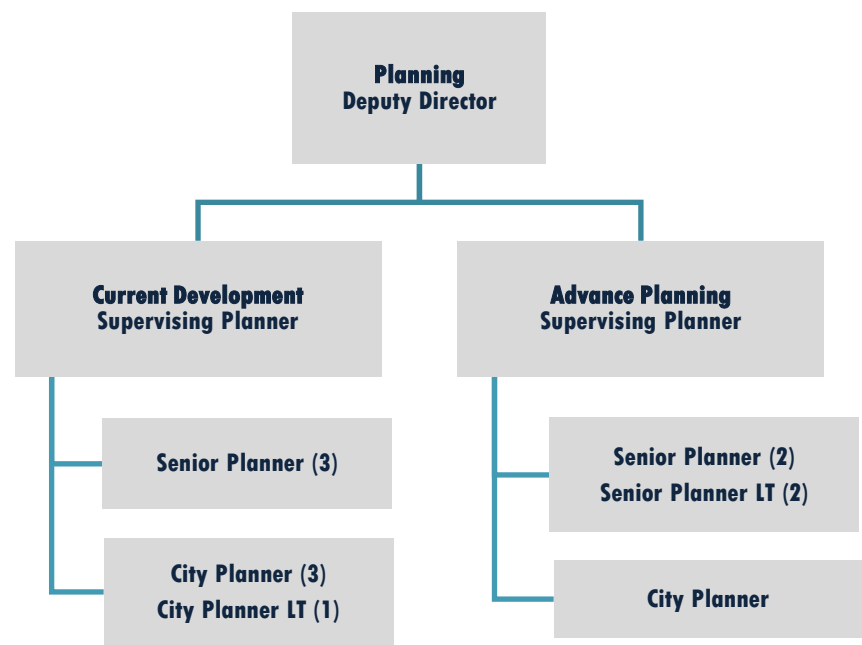 Planning
Deputy Director
Current Development
Supervising Planner
Advance Planning
Supervising Planner
Senior Planner (3)
City Planner (3)
City Planner LT (1)
Senior Planner (2)
Senior Planner LT (2)
City Planner